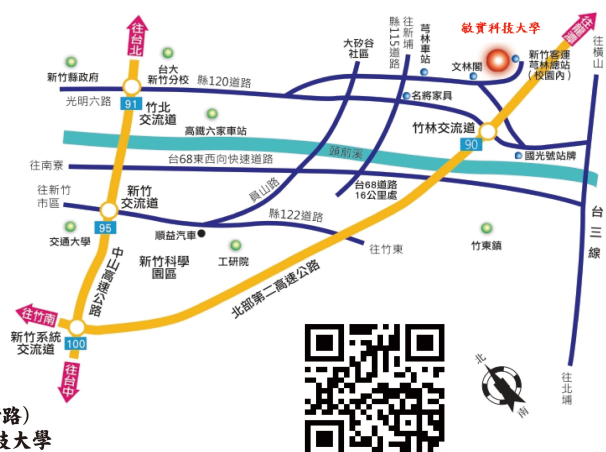 往台北
往新埔
縣115道路
芎林車站
敏實科技大學
往龍潭
往橫山
新竹縣政府
台大
新竹分校
大矽谷
社區
文林閣
新竹客運
芎林總站
(校園內)
縣120道路
光明六路
91
竹北
交流道
名將家具
高鐵六家車站
竹林交流道
90
國光號站牌
頭前溪
往南寮
台68東西向快速道路
往新竹
市區
新竹
交流道
員山路
台68道路
16公里處
95
縣122道路
台三線
交通大學
順益汽車
往竹東
竹東鎮
中山高速公路
新竹科學
園區
工研院
北部第二高速公路
往竹南
新竹系統
交流道
100
往台中
北
南
往北埔
路)
技大學